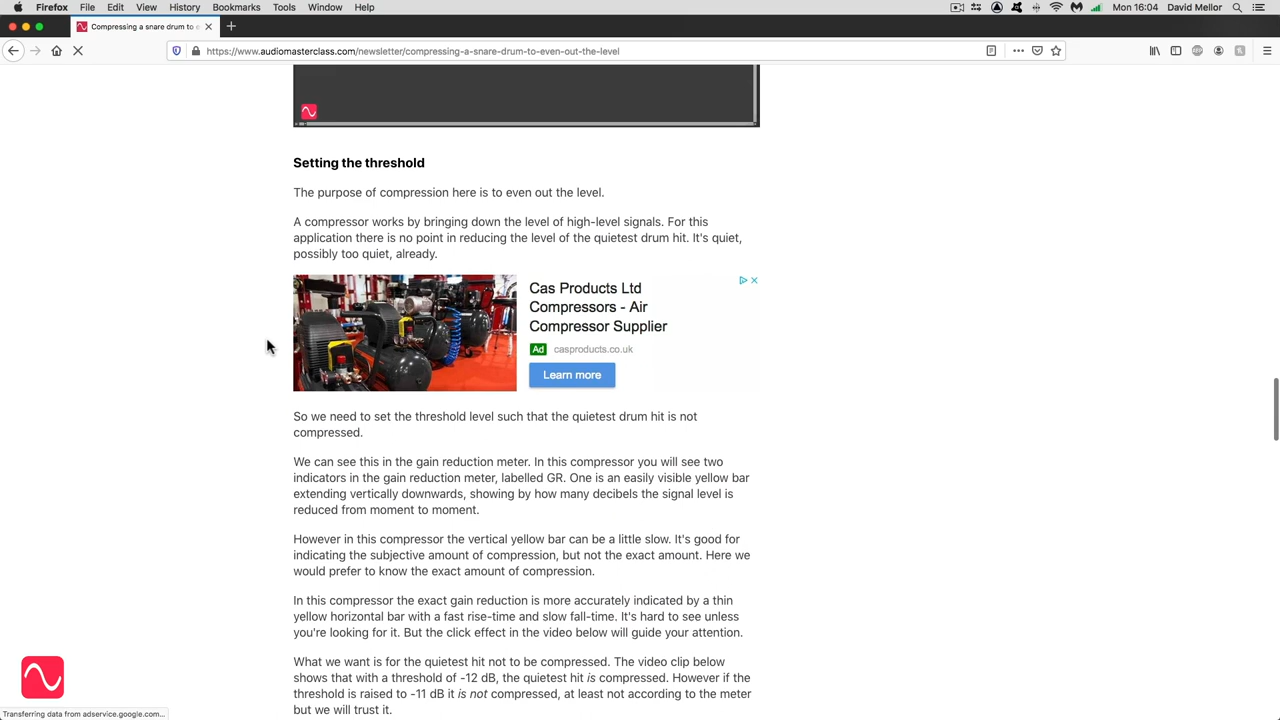 Firefox File Edit View History Bookmarks Tools Window Help Mon 16:04 David Mellor
Compressing a snare drum to e
https://www.audiomasterclass.com/newsletter/compressing-a-snare-drum-to-even-out-the-level
Setting the threshold
The purpose of compression here is to even out the level.
A compressor works by bringing down the level of high-level signals. For this
application there is no point in reducing the level of the quietest drum hit. It's quiet,
possibly too quiet, already.
Cas Products Ltd
Compressors - Air
Compressor Supplier
Ad casproducts.co.uk
Learn more
So we need to set the threshold level such that the quietest drum hit is not
compressed.
We can see this in the gain reduction meter. In this compressor you will see two
indicators in the gain reduction meter, labelled GR. One is an easily visible yellow bar
extending vertically downwards, showing by how many decibels the signal level is
reduced from moment to moment.
However in this compressor the vertical yellow bar can be a little slow. It's good for
indicating the subjective amount of compression, but not the exact amount. Here we
would prefer to know the exact amount of compression.
In this compressor the exact gain reduction is more accurately indicated by a thin
yellow horizontal bar with a fast rise-time and slow fall-time. It's hard to see unless
you're looking for it. But the click effect in the video below will guide your attention.
What we want is for the quietest hit not to be compressed. The video clip below
shows that with a threshold of -12 dB, the quietest hit is compressed. However if the
threshold is raised to -11 dB it is not compressed, at least not according to the meter
but we will trust it.
Transferring data from adservice.google.com...